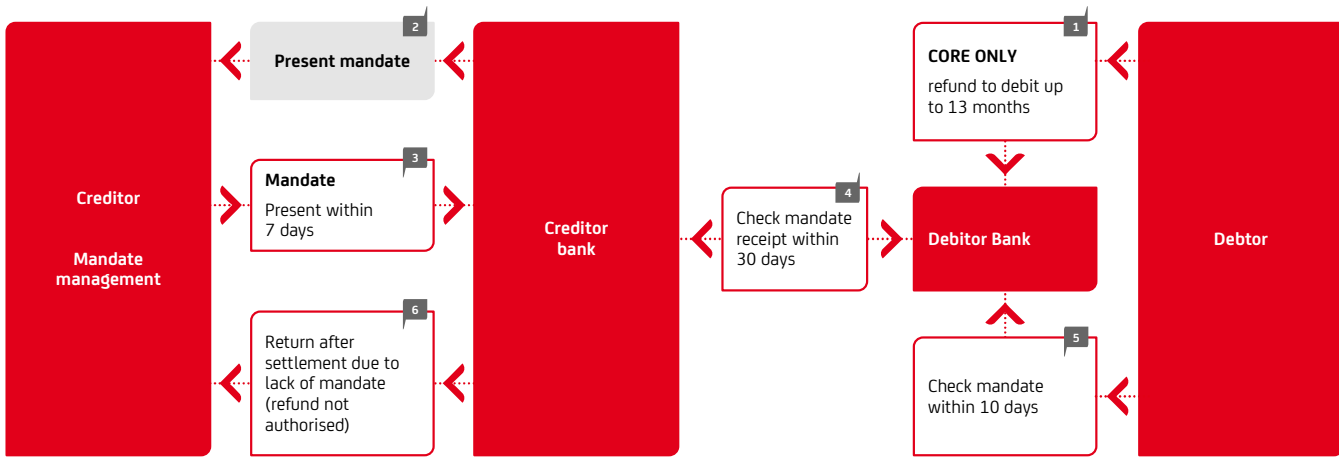 2
Present mandate
1
CORE ONLY
refund to debit up
to 13 months
3
Mandate
Present within
7 days
Creditor
Mandate
management
Creditor
bank
4
Check mandate
receipt within
30 days
Debitor Bank
Debtor
6
Return after
settlement due to
lack of mandate
(refund not
authorised)
5
Check mandate
within 10 days